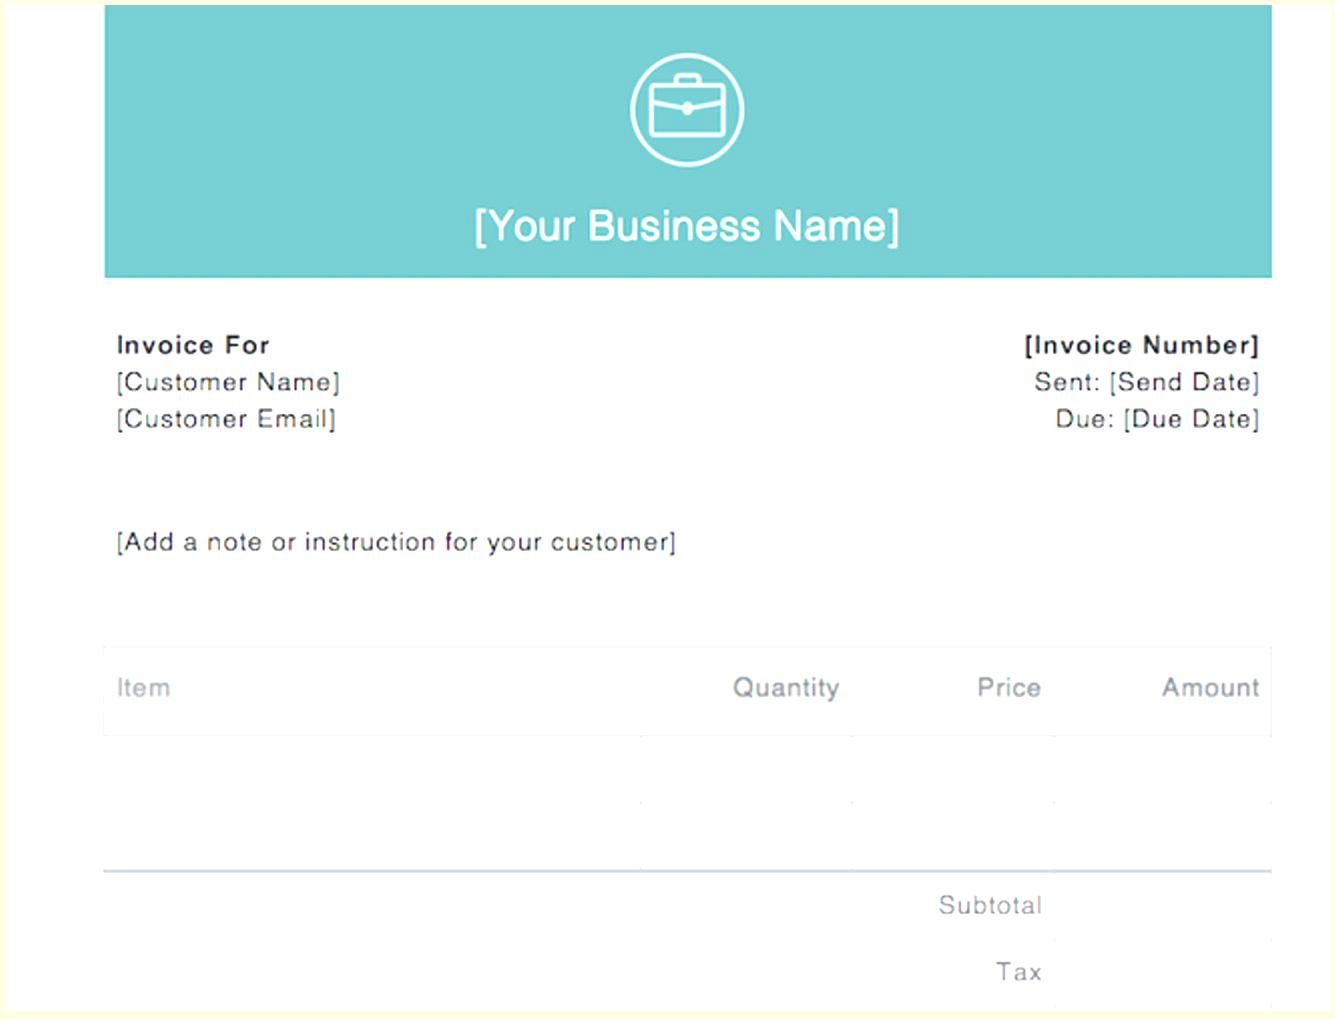 [Your Business Name]
Invoice For
[Invoice Number]
[Customer Name]
Sent: [Send Date]
[Customer Email]
Due: [Due Date]
[Add a note or instruction for your customer]
Item Quantity Price Amount
Subtotal
Tax